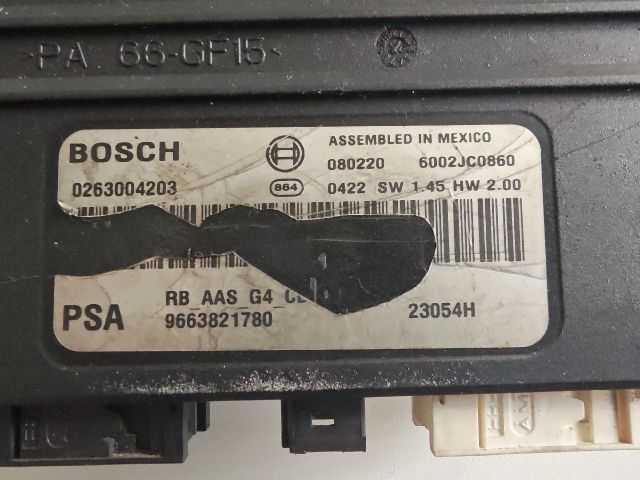 >PA 66-GF15<
BOSCH
ASSEMBLED IN MEXICO
080220 6002JC0860
0263004203
864
0422 SW 1.45 HW 2.00
RB_AAS_G4_
PSA
9663821780
23054H